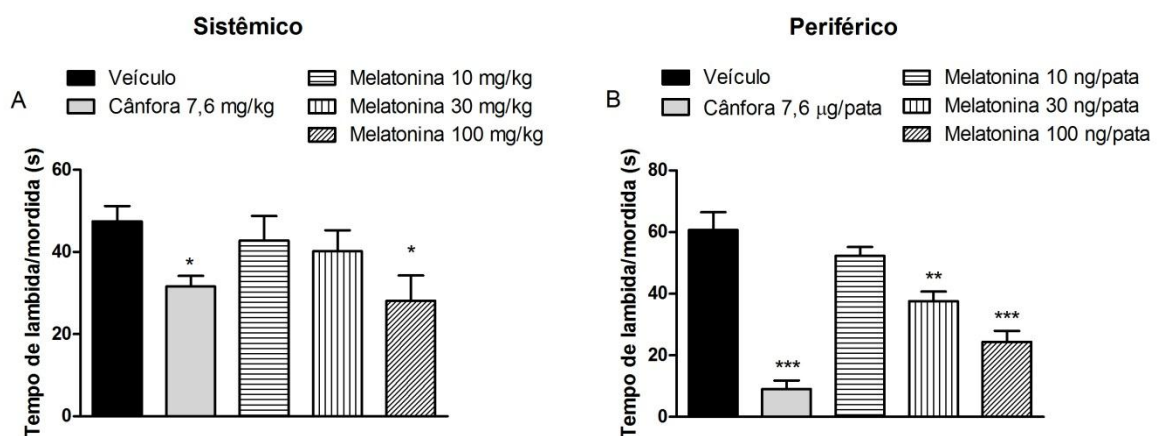 Sistêmico
A
Veículo
Cânfora 7,6 mg/kg
Melatonina 10 mg/kg
Melatonina 30 mg/kg
Melatonina 100 mg/kg
Tempo de lambida/mordida (s)
60
40
20
0
*
*
Periférico
B
Veículo
Cânfora 7,6 µg/pata
Melatonina 10 ng/pata
Melatonina 30 ng/pata
Melatonina 100 ng/pata
Tempo de lambida/mordida (s)
80
60
40
20
0
***
**
***